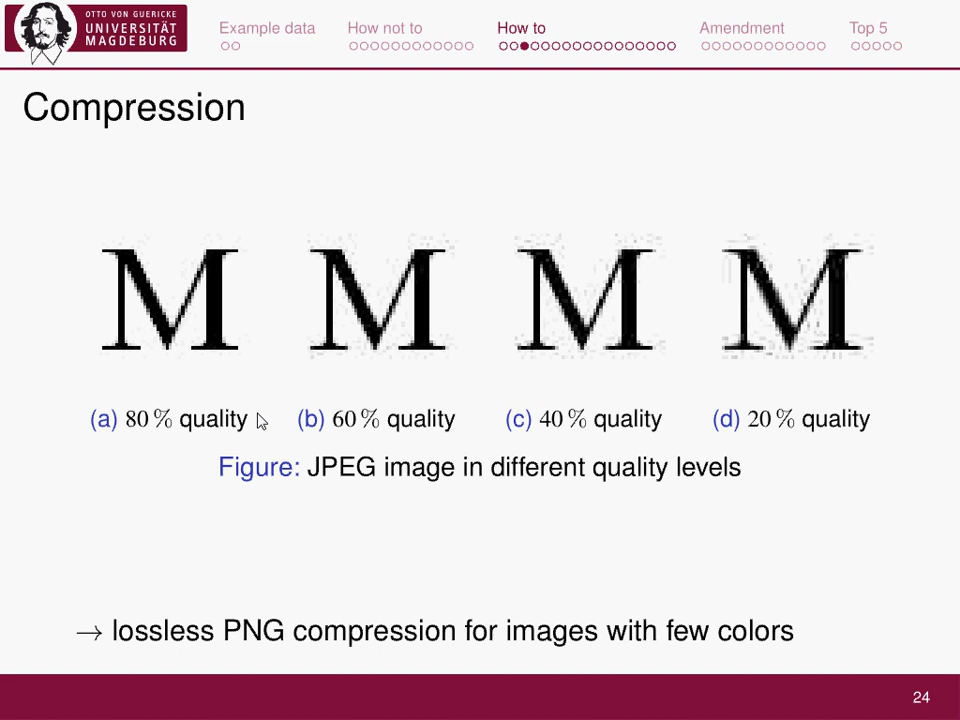 OTTO VON GUERICKE
UNIVERSITÄT
MAGDEBURG
Example data
How not to
How to
Amendment
Top 5
Compression
M M M M
(a) 80 % quality (b) 60 % quality (c) 40 % quality (d) 20 % quality
Figure: JPEG image in different quality levels
→ lossless PNG compression for images with few colors
24